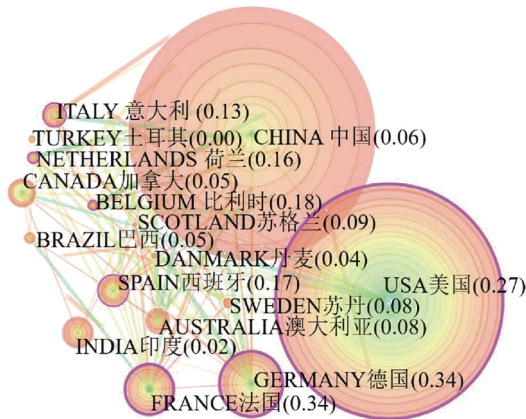 ITALY 意大利 (0.13)
TURKEY土耳其(0.00)
CHINA 中国 (0.06)
NETHERLANDS 荷兰 (0.16)
CANADA加拿大(0.05)
BELGIUM 比利时 (0.18)
SCOTLAND苏格兰 (0.09)
BRAZIL巴西(0.05)
DANMARK丹麦 (0.04)
SPAIN西班牙(0.17)
USA美国(0.27)
SWEDEN苏丹 (0.08)
AUSTRALIA澳大利亚 (0.08)
INDIA印度(0.02)
GERMANY德国(0.34)
FRANCE法国(0.34)